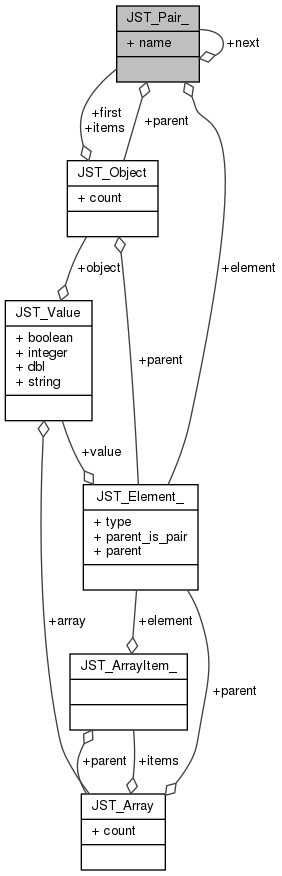 JST_Pair_
+ name
+next
+first
+items
+parent
JST_Object
+ count
+object
+element
JST_Value
+ boolean
+ integer
+ dbl
+ string
+parent
+value
JST_Element_
+ type
+ parent_is_pair
+ parent
+array
+element
JST_ArrayItem_
+parent
+parent
+items
JST_Array
+ count